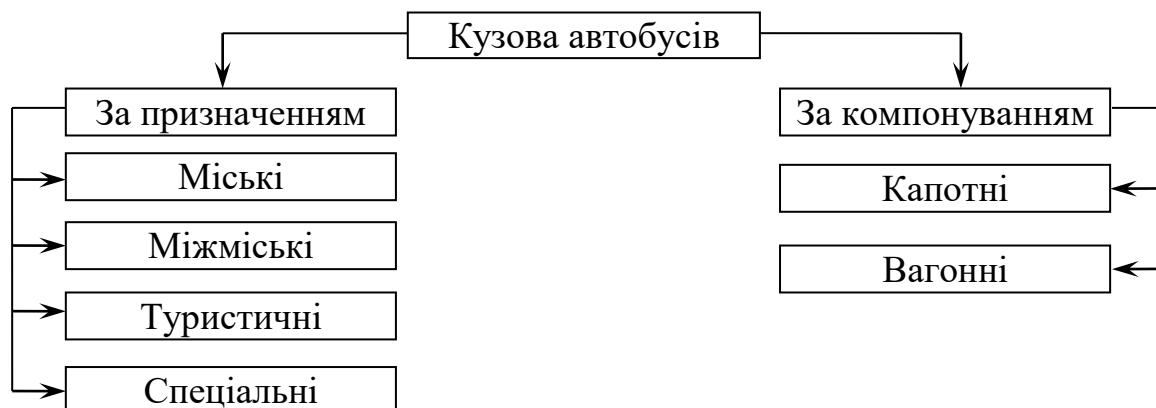 Кузова автобусів
За призначенням
Міські
Міжміські
Туристичні
Спеціальні
За компонуванням
Капотні
Вагонні